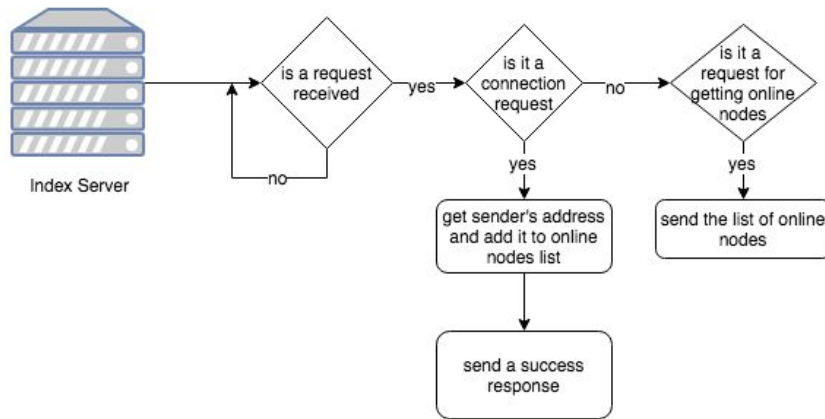 Index Server
is a request
received
no
yes
is it a
connection
request
no
is it a
request for
getting online
nodes
yes
get sender's address
and add it to online
nodes list
send a success
response
yes
send the list of online
nodes